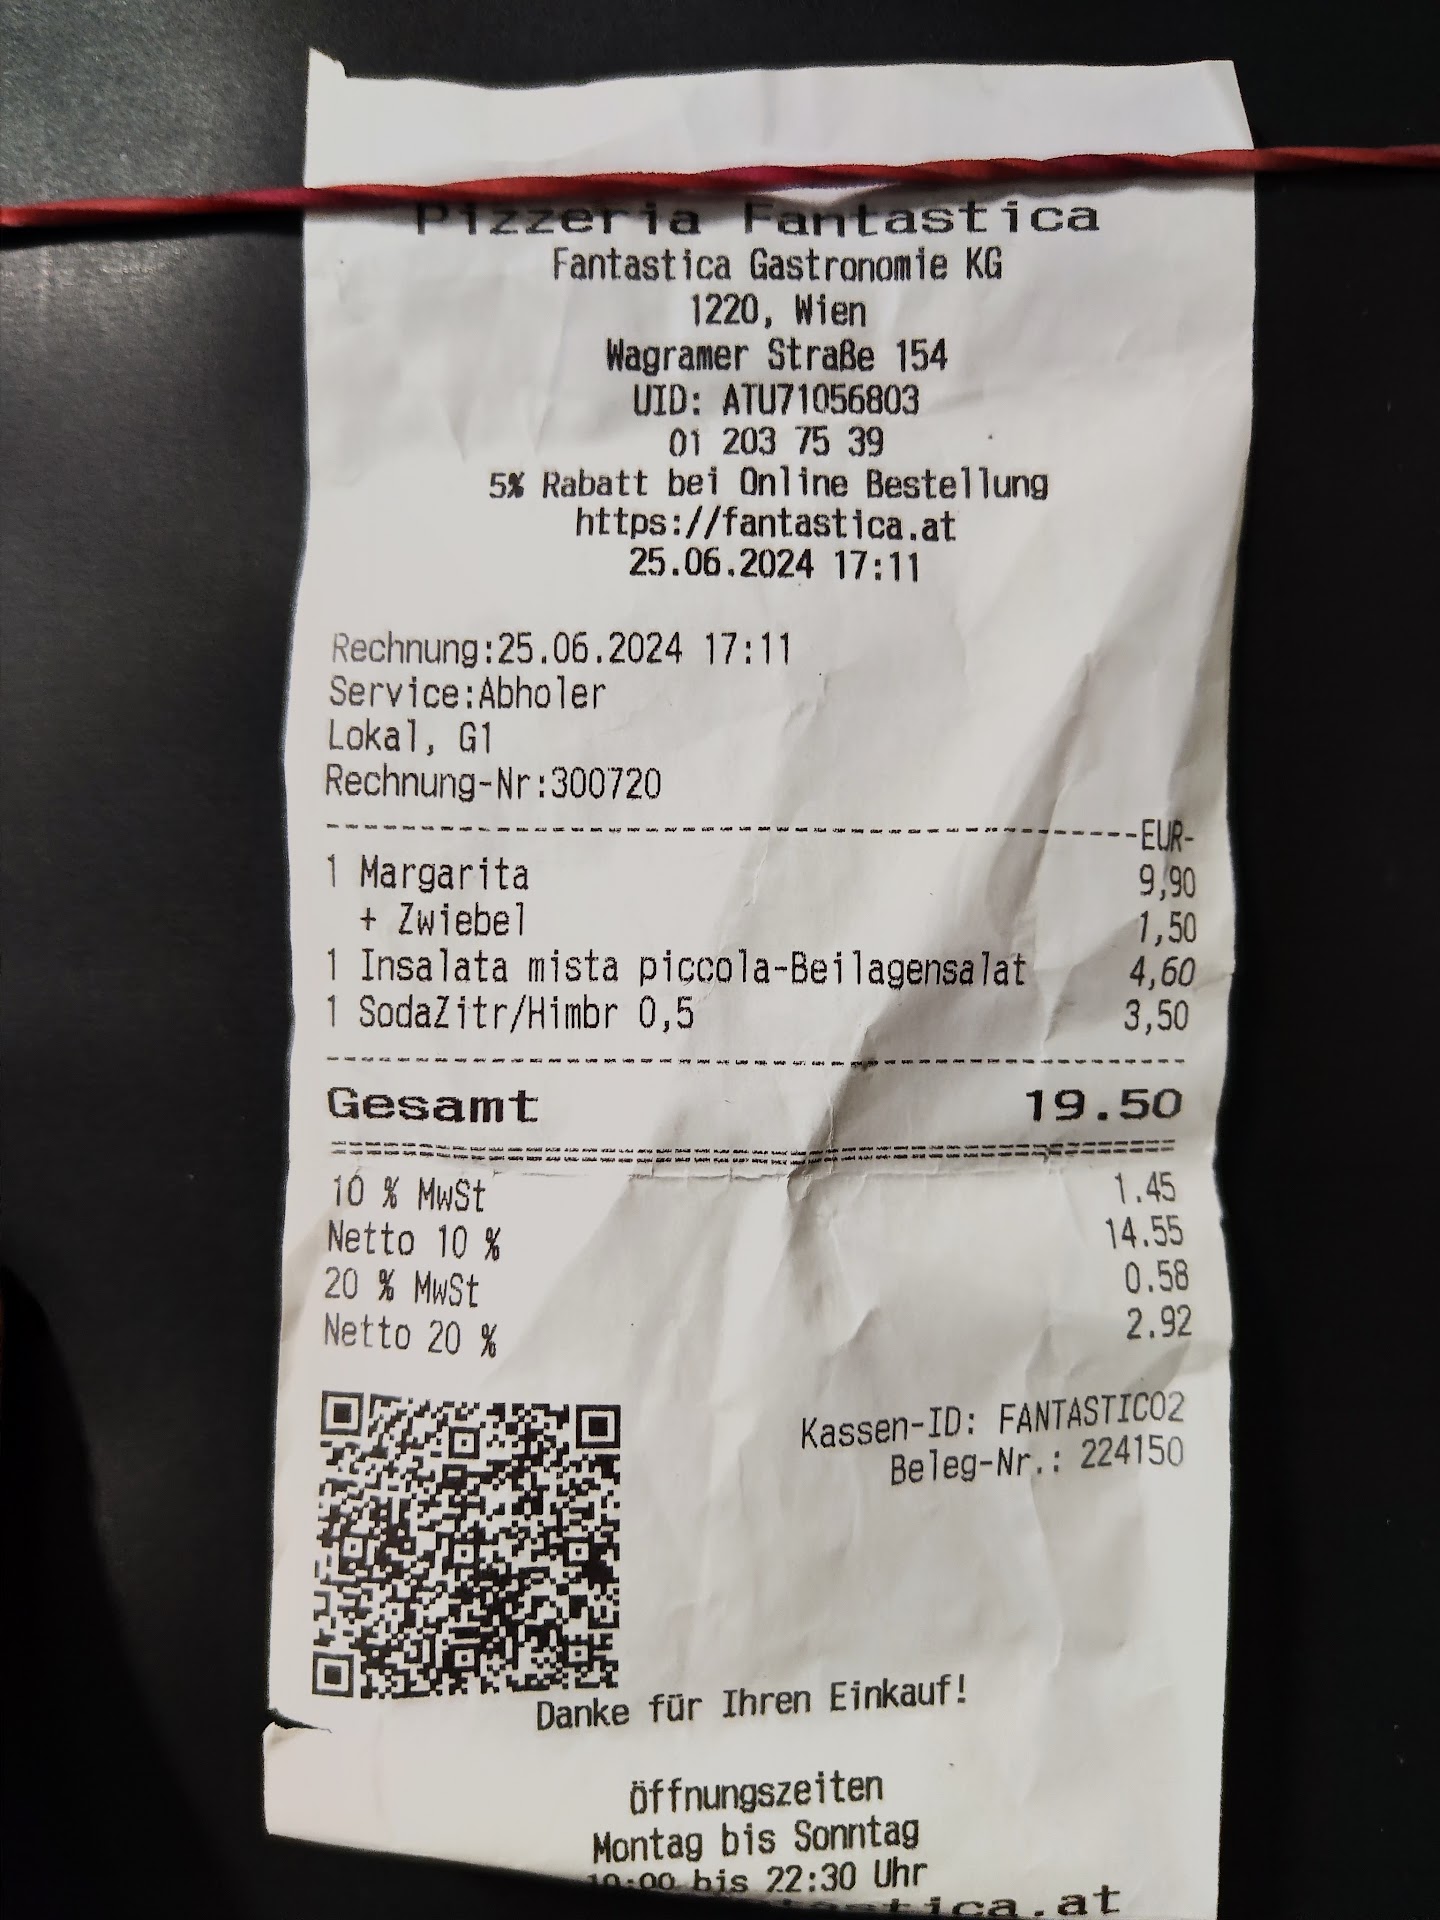 Pizzeria Fantastica
Fantastica Gastronomie KG
1220, Wien
Wagramer Straße 154
UID: ATU71056803
01 203 75 39
5% Rabatt bei Online Bestellung
https://fantastica.at
25.06.2024 17:11
Rechnung:25.06.2024 17:11
Service:Abholer
Lokal, G1
Rechnung-Nr:300720
-EUR-
1 Margarita 9,90
+ Zwiebel 1,50
1 Insalata mista piccola-Beilagensalat 4,60
1 SodaZitr/Himbr 0,5 3,50
Gesamt 19.50
10 % MwSt 1.45
Netto 10 % 14.55
20 % MwSt 0.58
Netto 20 % 2.92
Kassen-ID: FANTASTICO2
Beleg-Nr.: 224150
Danke für Ihren Einkauf!
Öffnungszeiten
Montag bis Sonntag
bis 22:30 Uhr